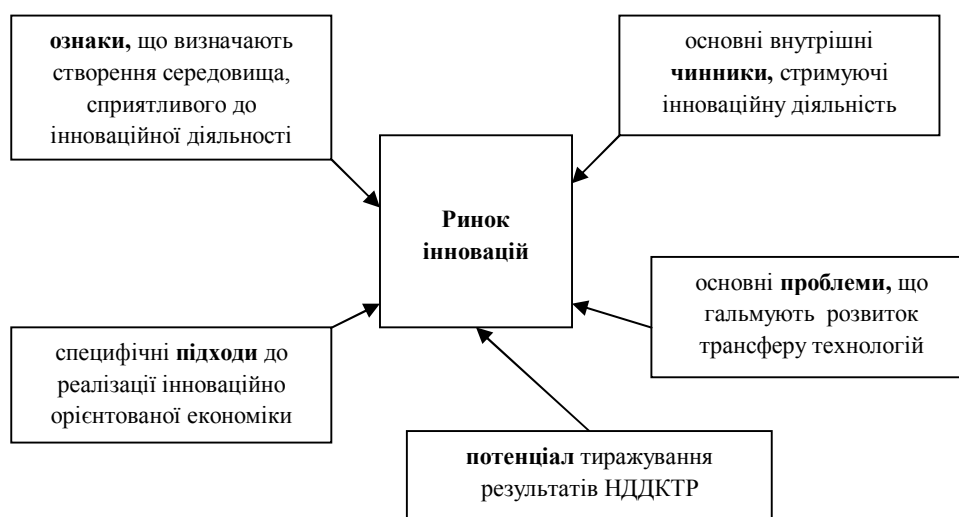 ознаки, що визначають
створення середовища,
сприятливого до
інноваційної діяльності
основні внутрішні
чинники, стримуючі
інноваційну діяльність
Ринок
інновацій
основні проблеми, що
гальмують розвиток
трансферу технологій
специфічні підходи до
реалізації інноваційно
орієнтованої економіки
потенціал тиражування
результатів НДДКТР